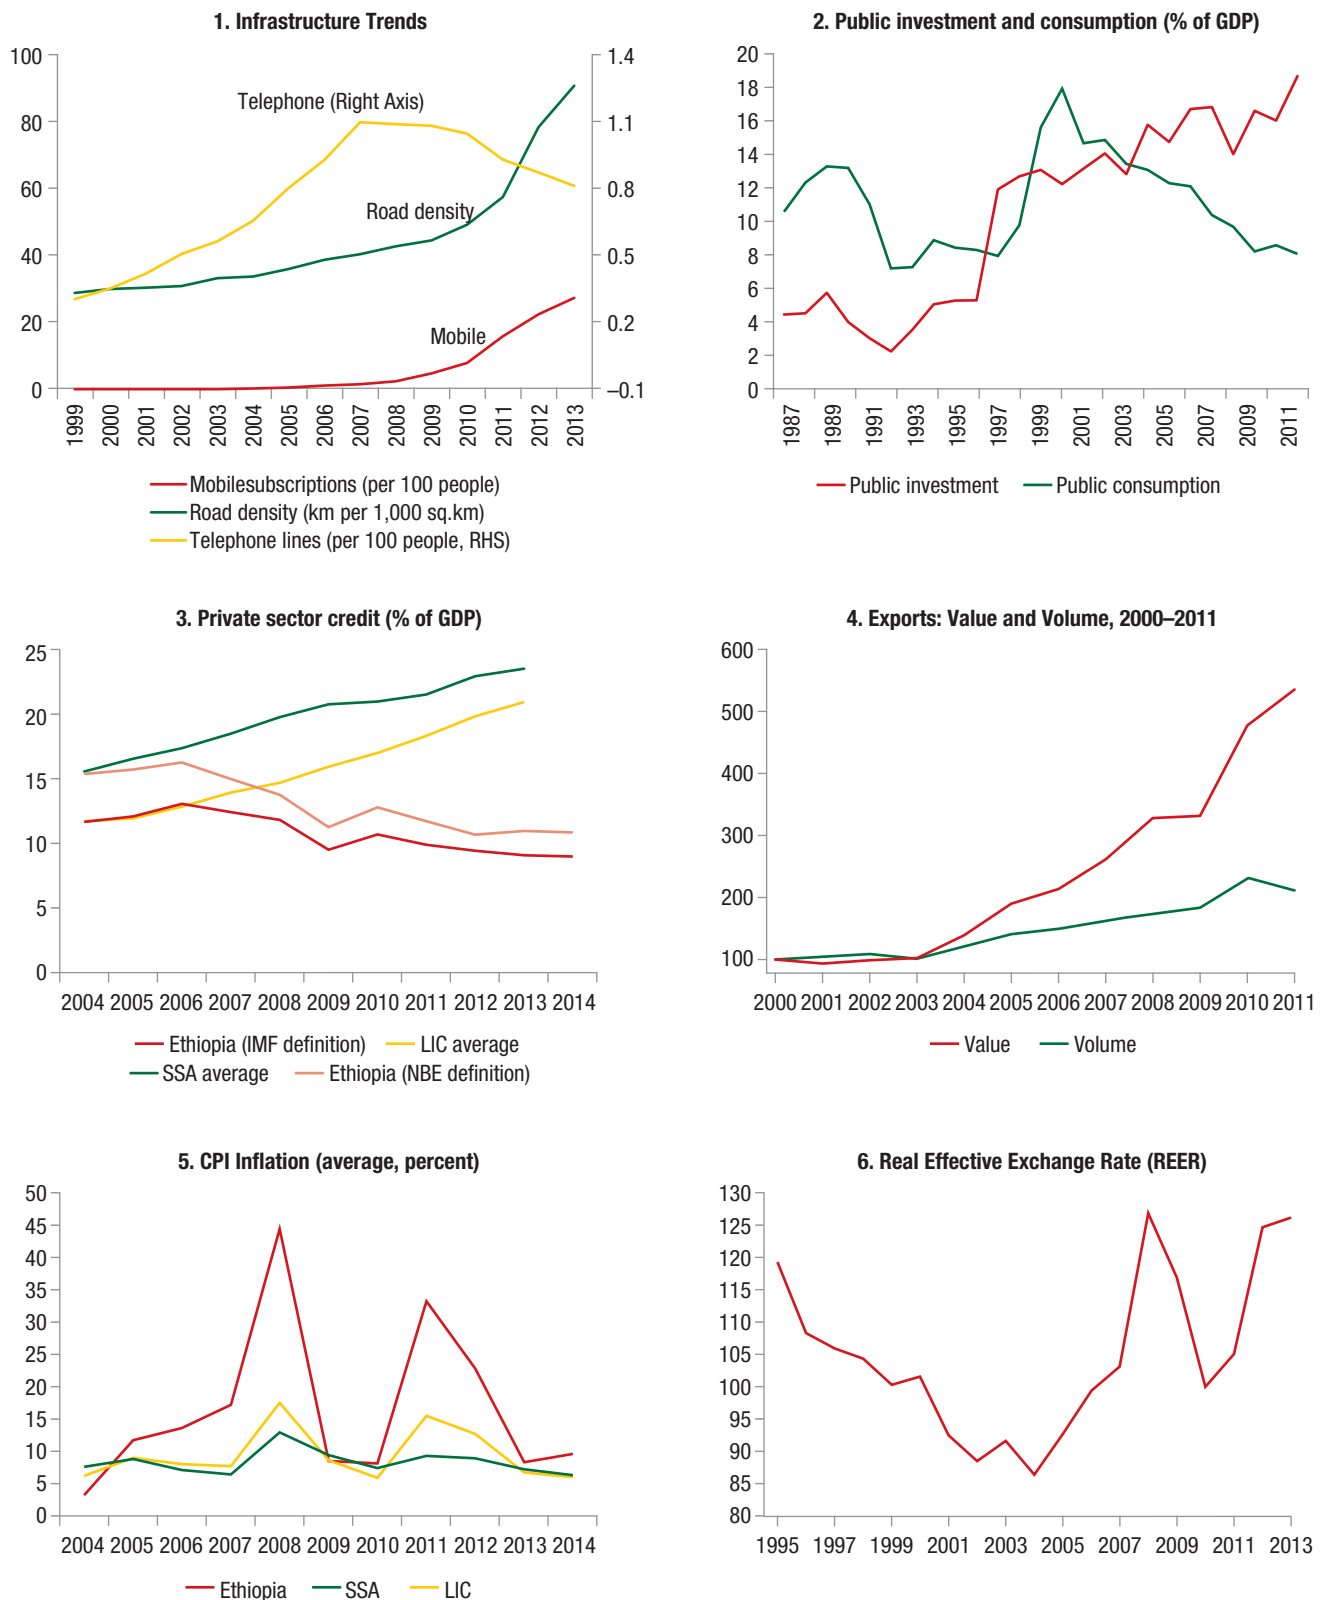 1. Infrastructure Trends
100
80
60
40
20
0
1.4
1.1
0.8
0.5
0.2
–0.1
Telephone (Right Axis)
Road density
Mobile
1999 2000 2001 2002 2003 2004 2005 2006 2007 2008 2009 2010 2011 2012 2013
Mobilesubscriptions (per 100 people)
Road density (km per 1,000 sq.km)
Telephone lines (per 100 people, RHS)
2. Public investment and consumption (% of GDP)
20
18
16
14
12
10
8
6
4
2
0
1987 1989 1991 1993 1995 1997 1999 2001 2003 2005 2007 2009 2011
Public investment Public consumption
3. Private sector credit (% of GDP)
25
20
15
10
5
0
2004 2005 2006 2007 2008 2009 2010 2011 2012 2013 2014
Ethiopia (IMF definition) LIC average
SSA average Ethiopia (NBE definition)
4. Exports: Value and Volume, 2000–2011
600
500
400
300
200
100
2000 2001 2002 2003 2004 2005 2006 2007 2008 2009 2010 2011
Value Volume
5. CPI Inflation (average, percent)
50
45
40
35
30
25
20
15
10
5
0
2004 2005 2006 2007 2008 2009 2010 2011 2012 2013 2014
Ethiopia SSA LIC
6. Real Effective Exchange Rate (REER)
130
125
120
115
110
105
100
95
90
85
80
1995 1997 1999 2001 2003 2005 2007 2009 2011 2013